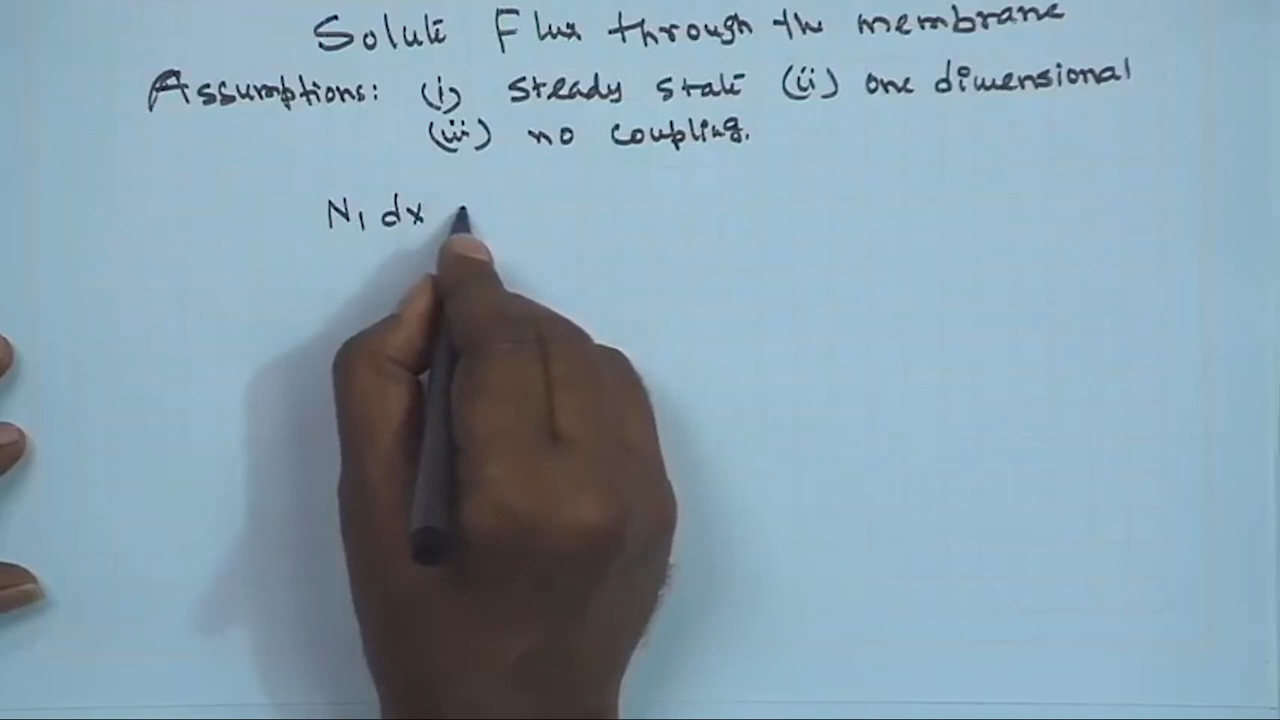 Solute Flux through the membrane
Assumptions: (i) steady state (ii) one dimensional
(iii) no coupling.
N₁ dx